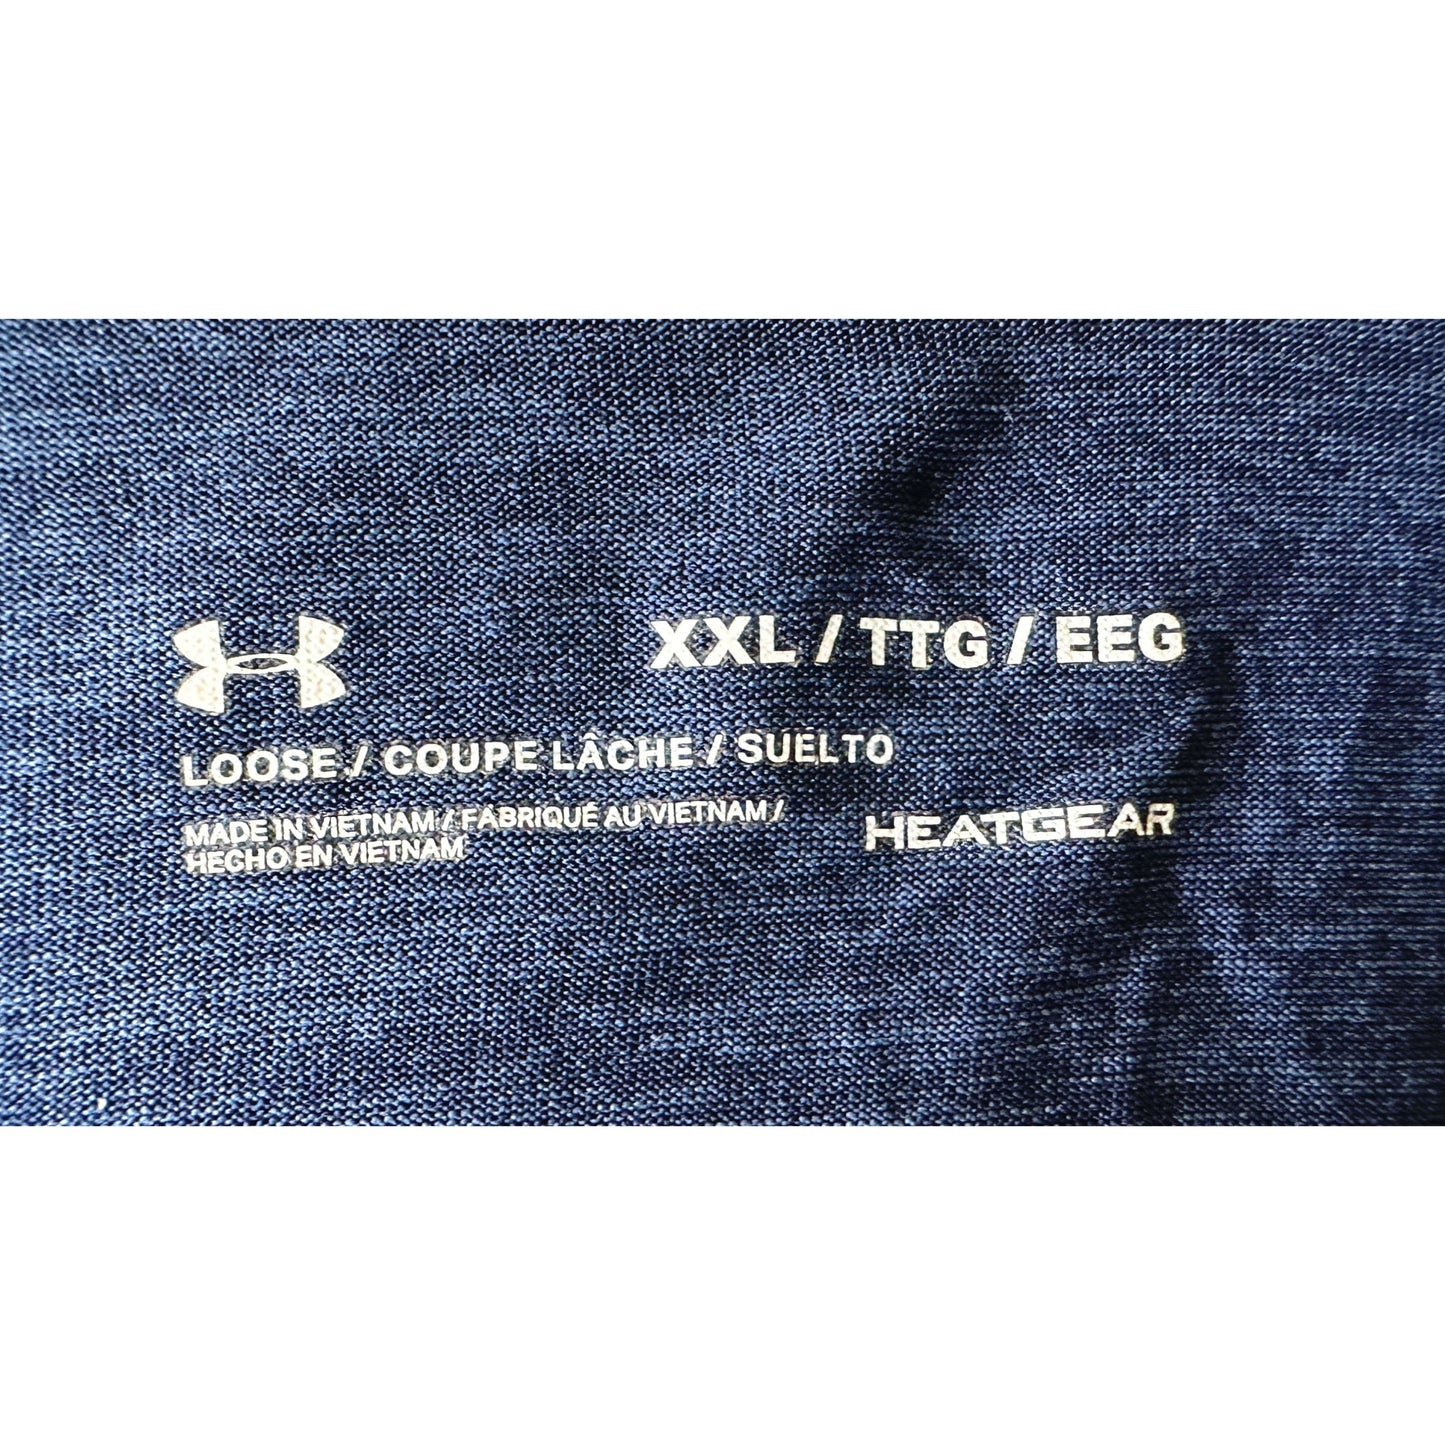 XXL / TTG / EEG
LOOSE / COUPE LÂCHE / SUELTO
MADE IN VIETNAM / FABRIQUÉ AU VIETNAM /
HECHO EN VIETNAM
HEATGEAR